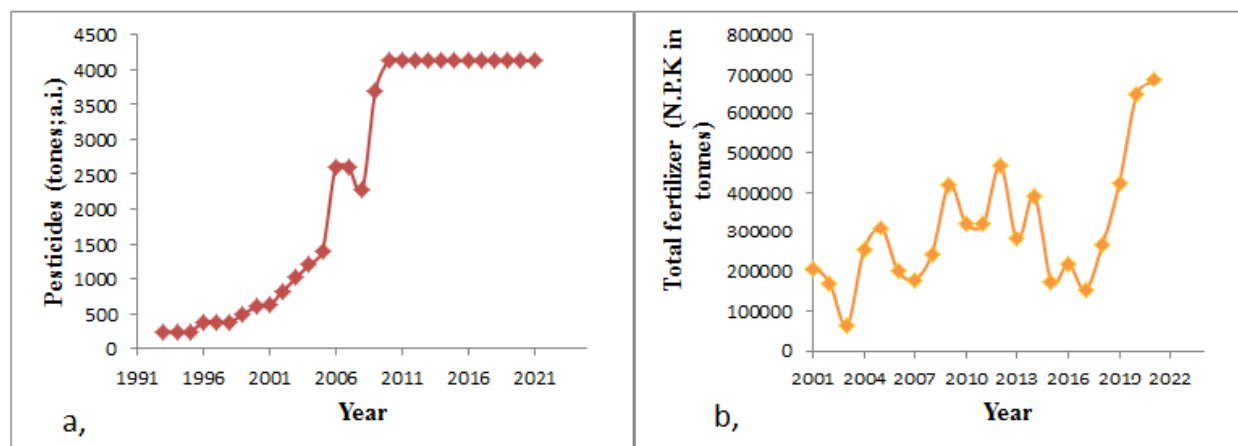 Pesticides (tones;a.i.)
4500
4000
3500
3000
2500
2000
1500
1000
500
0
1991 1996 2001 2006 2011 2016 2021
Year
a,
Total fertilizer (N.P.K in
tonnes)
800000
700000
600000
500000
400000
300000
200000
100000
0
2001 2004 2007 2010 2013 2016 2019 2022
Year
b,